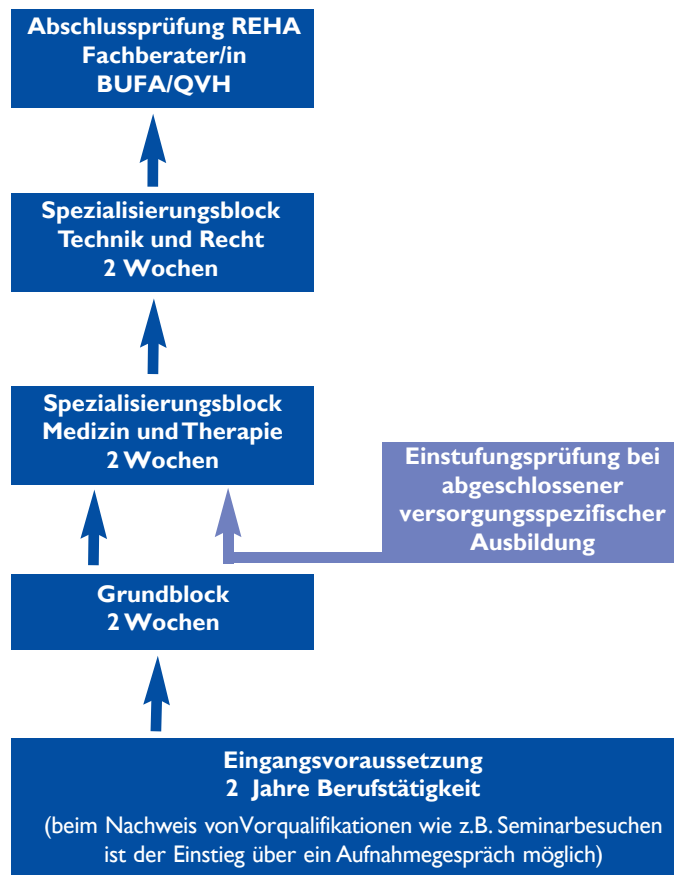 Abschlussprüfung REHA
Fachberater/in
BUFA/QVH
Spezialisierungsblock
Technik und Recht
2 Wochen
Spezialisierungsblock
Medizin und Therapie
2 Wochen
Einstufungsprüfung bei
abgeschlossener
versorgungsspezifischer
Ausbildung
Grundblock
2 Wochen
Eingangsvoraussetzung
2 Jahre Berufstätigkeit
(beim Nachweis vonVorqualifikationen wie z.B. Seminarbesuchen
ist der Einstieg über ein Aufnahmegespräch möglich)